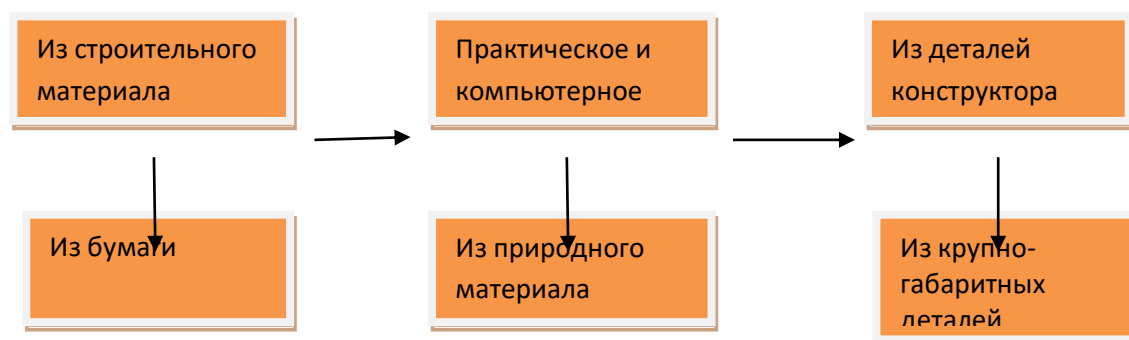 Из строительного
материала
Практическое и
компьютерное
Из деталей
конструктора
Из бумаги
Из природного
материала
Из крупно-
габаритных
деталей